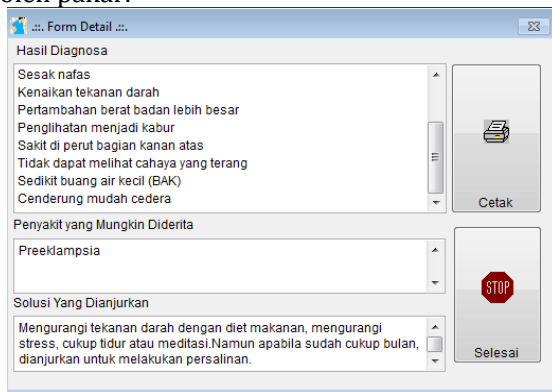 oleh pakar.
.::. Form Detail .::.
Hasil Diagnosa
Sesak nafas
Kenaikan tekanan darah
Pertambahan berat badan lebih besar
Penglihatan menjadi kabur
Sakit di perut bagian kanan atas
Tidak dapat melihat cahaya yang terang
Sedikit buang air kecil (BAK)
Cenderung mudah cedera
Cetak
Penyakit yang Mungkin Diderita
Preeklampsia
STOP
Selesai
Solusi Yang Dianjurkan
Mengurangi tekanan darah dengan diet makanan, mengurangi
stress, cukup tidur atau meditasi.Namun apabila sudah cukup bulan,
dianjurkan untuk melakukan persalinan.